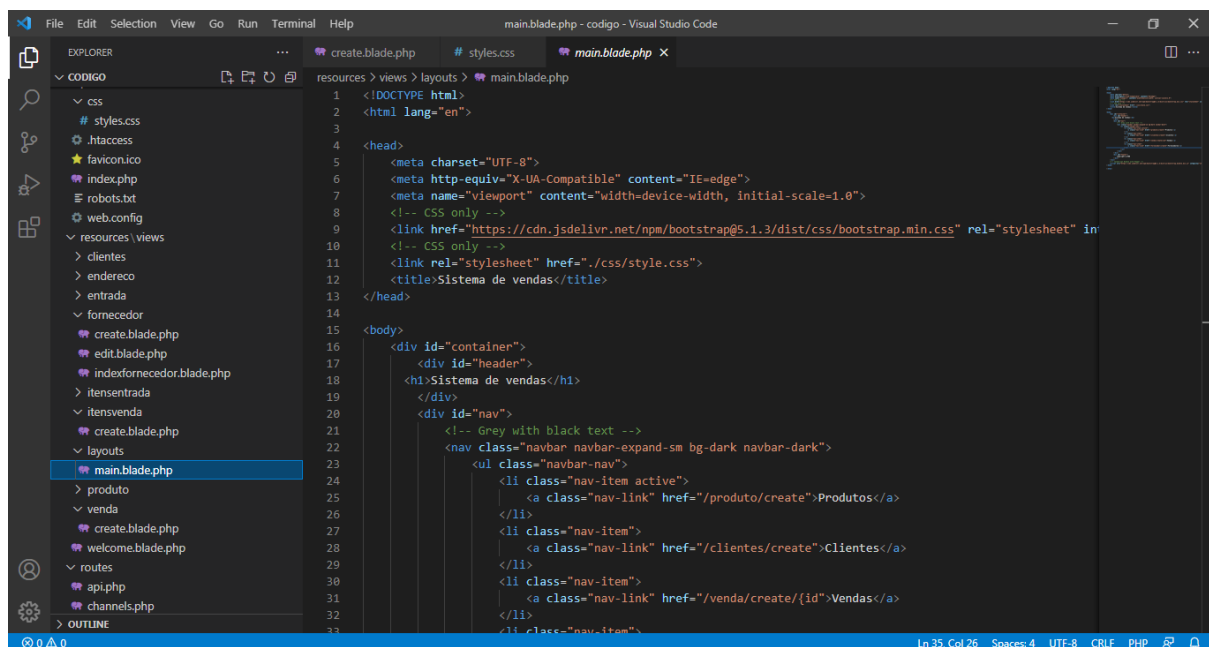 File Edit Selection View Go Run Terminal Help
main.blade.php - codigo - Visual Studio Code
EXPLORER
CODIGO
css
# styles.css
.htaccess
favicon.ico
index.php
robots.txt
web.config
resources\views
clientes
endereco
entrada
fornecedor
create.blade.php
edit.blade.php
indexfornecedor.blade.php
itensentrada
itensvenda
create.blade.php
layouts
main.blade.php
produto
venda
create.blade.php
welcome.blade.php
routes
api.php
channels.php
OUTLINE
create.blade.php # styles.css main.blade.php
resources > views > layouts > main.blade.php
1 <!DOCTYPE html>
2 <html lang="en">
3
4 <head>
5 <meta charset="UTF-8">
6 <meta http-equiv="X-UA-Compatible" content="IE=edge">
7 <meta name="viewport" content="width=device-width, initial-scale=1.0">
8 <!-- CSS only -->
9 <link href="https://cdn.jsdelivr.net/npm/bootstrap@5.1.3/dist/css/bootstrap.min.css" rel="stylesheet" in
10 <!-- CSS only -->
11 <link rel="stylesheet" href="./css/style.css">
12 <title>Sistema de vendas</title>
13 </head>
14
15 <body>
16 <div id="container">
17 <div id="header">
18 <h1>Sistema de vendas</h1>
19 </div>
20 <div id="nav">
21 <!-- Grey with black text -->
22 <nav class="navbar navbar-expand-sm bg-dark navbar-dark">
23 <ul class="navbar-nav">
24 <li class="nav-item active">
25 <a class="nav-link" href="/produto/create">Produtos</a>
26 </li>
27 <li class="nav-item">
28 <a class="nav-link" href="/clientes/create">Clientes</a>
29 </li>
30 <li class="nav-item">
31 <a class="nav-link" href="/venda/create/{id">Vendas</a>
32 </li>
33 <li class="nav-item">
0 0
Ln 35, Col 26 Spaces: 4 UTF-8 CRLF PHP